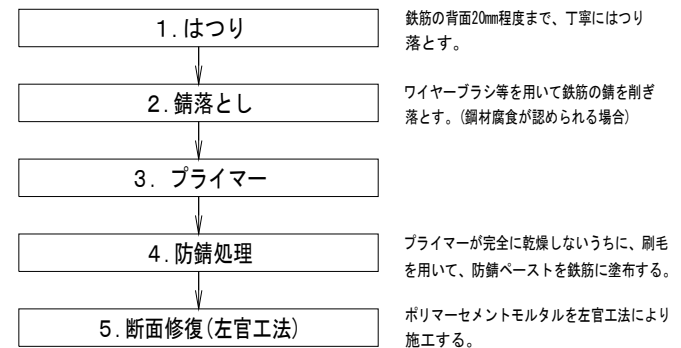 1.はつり
鉄筋の背面20㎜程度まで、丁寧にはつり
落とす。
2.錆落とし
ワイヤーブラシ等を用いて鉄筋の錆を削ぎ
落とす。(鋼材腐食が認められる場合)
3. プライマー
4.防錆処理
プライマーが完全に乾燥しないうちに、刷毛
を用いて、防錆ペーストを鉄筋に塗布する。
5.断面修復(左官工法)
ポリマーセメントモルタルを左官工法により
施工する。